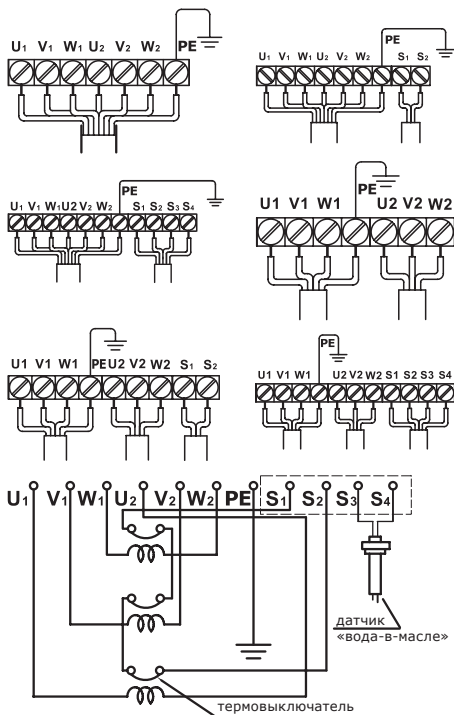 U1 V1 W1 U2 V2 W2 PE
U1 V1 W1 U2 V2 W2 PE S1 S2
U1 V1 W1 U2 V2 W2 PE S1 S2 S3 S4
U1 V1 W1 PE U2 V2 W2
U1 V1 W1 PE U2 V2 W2 S1 S2
U1 V1 W1 PE U2 V2 W2 S1 S2 S3 S4
U1 V1 W1 U2 V2 W2 PE S1 S2 S3 S4
датчик
«вода-в-масле»
термовыключатель